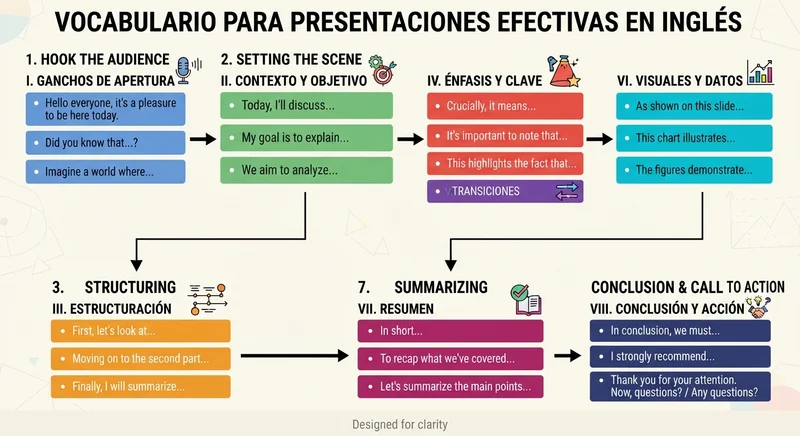 VOCABULARIO PARA PRESENTACIONES EFECTIVAS EN INGLÉS
1. HOOK THE AUDIENCE
I. GANCHOS DE APERTURA
• Hello everyone, it's a pleasure
to be here today.
• Did you know that...?
• Imagine a world where...
2. SETTING THE SCENE
II. CONTEXTO Y OBJETIVO
• Today, I'll discuss...
• My goal is to explain...
• We aim to analyze...
IV. ÉNFASIS Y CLAVE
• Crucially, it means...
• It's important to note that...
• This highlights the fact that...
• TRANSICIONES
VI. VISUALES Y DATOS
• As shown on this slide...
• This chart illustrates...
• The figures demonstrate...
3. STRUCTURING
III. ESTRUCTURACIÓN
• First, let's look at...
• Moving on to the second part...
• Finally, I will summarize...
7. SUMMARIZING
VII. RESUMEN
• In short...
• To recap what we've covered...
• Let's summarize the main points...
CONCLUSION & CALL TO ACTION
VIII. CONCLUSIÓN Y ACCIÓN
• In conclusion, we must...
• I strongly recommend...
• Thank you for your attention.
Now, questions? / Any questions?
Designed for clarity